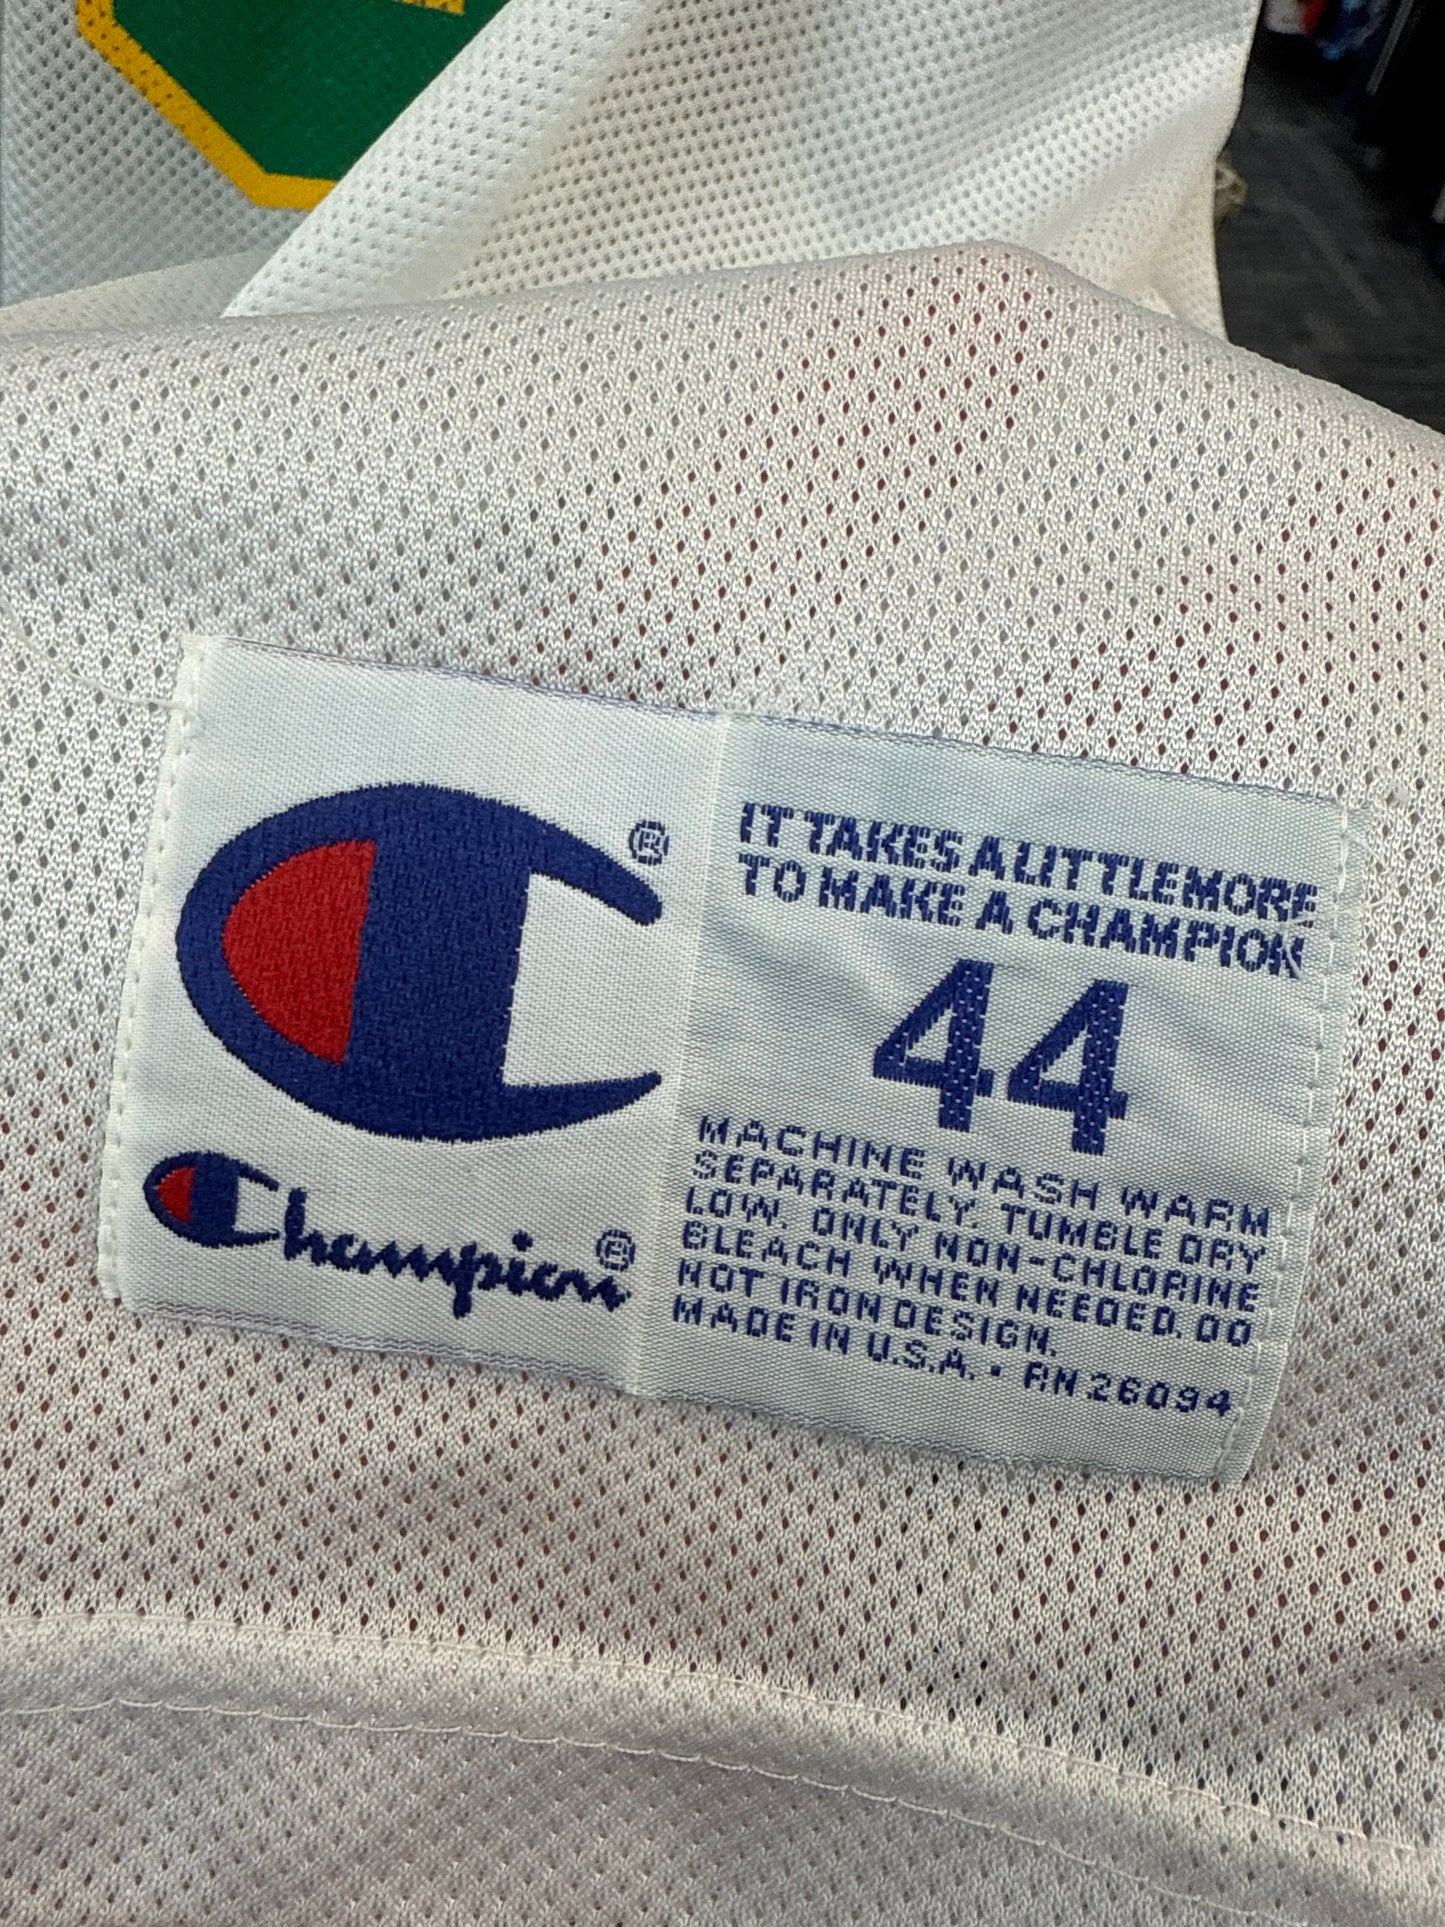 Champion®
IT TAKES A LITTLE MORE
TO MAKE A CHAMPION
44
MACHINE WASH WARM
SEPARATELY. TUMBLE DRY
LOW. ONLY NON-CHLORINE
BLEACH WHEN NEEDED. DO
NOT IRON DESIGN.
MADE IN U.S.A. • RN 26094